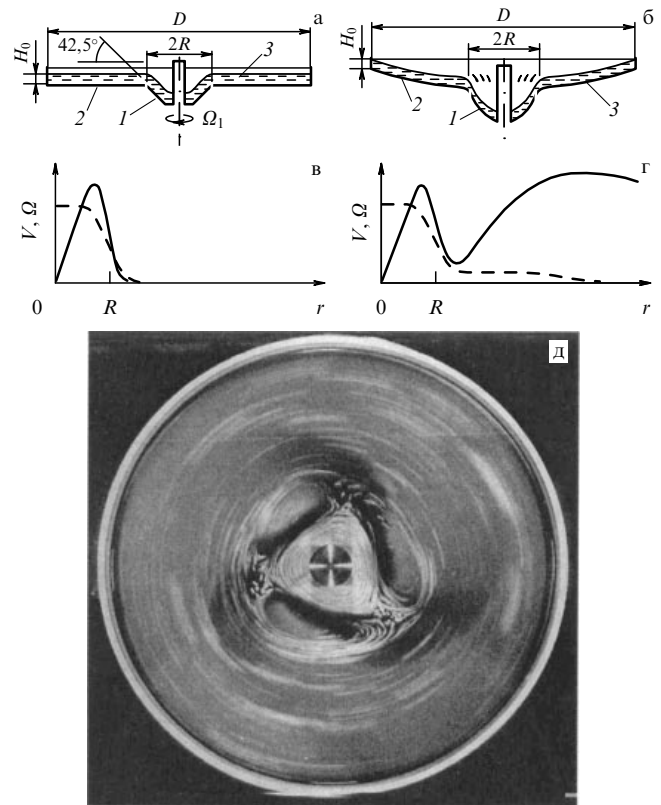 D а
H₀ 42,5° 2R 3
2 1 Ω₁
D б
H₀ 2R
2 1 3
V, Ω в
0 R r
V, Ω г
0 R r
д